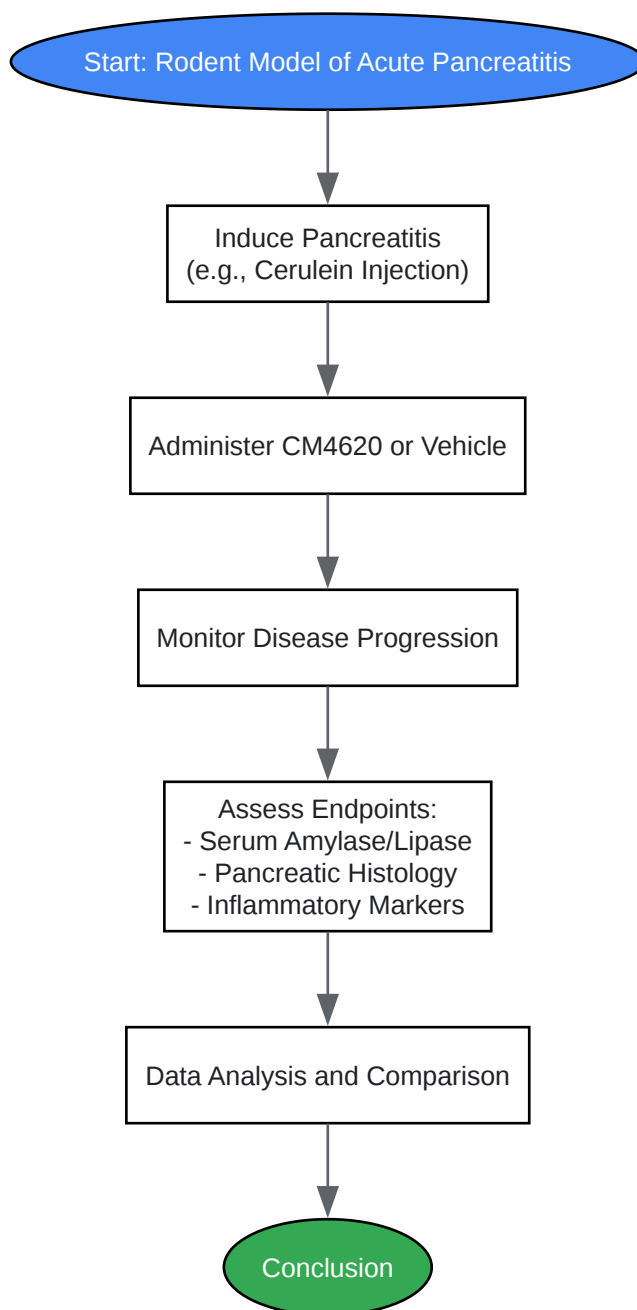 Start: Rodent Model of Acute Pancreatitis
Induce Pancreatitis
(e.g., Cerulein Injection)
Administer CM4620 or Vehicle
Monitor Disease Progression
Assess Endpoints:
- Serum Amylase/Lipase
- Pancreatic Histology
- Inflammatory Markers
Data Analysis and Comparison
Conclusion